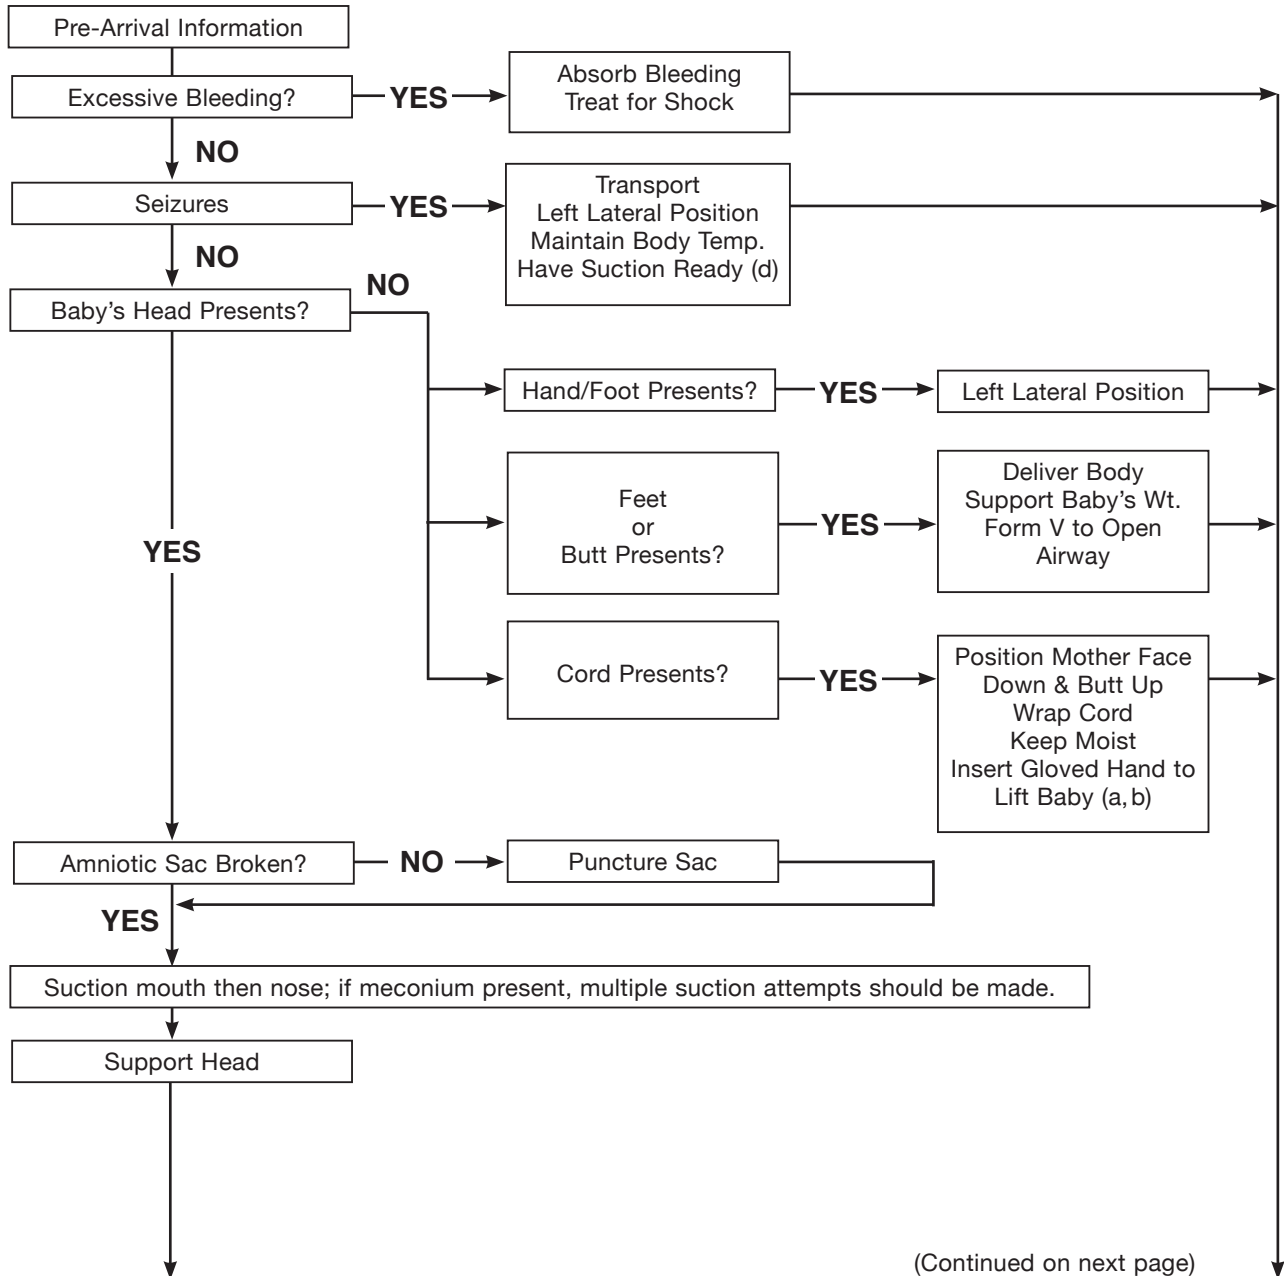 Pre-Arrival Information
Excessive Bleeding?
YES
Absorb Bleeding
Treat for Shock
NO
Seizures
YES
Transport
Left Lateral Position
Maintain Body Temp.
Have Suction Ready (d)
NO
Baby's Head Presents?
NO
Hand/Foot Presents?
YES
Left Lateral Position
Feet
or
Butt Presents?
YES
Deliver Body
Support Baby's Wt.
Form V to Open
Airway
YES
Cord Presents?
YES
Position Mother Face
Down & Butt Up
Wrap Cord
Keep Moist
Insert Gloved Hand to
Lift Baby (a, b)
Amniotic Sac Broken?
NO
Puncture Sac
YES
Suction mouth then nose; if meconium present, multiple suction attempts should be made.
Support Head
(Continued on next page)